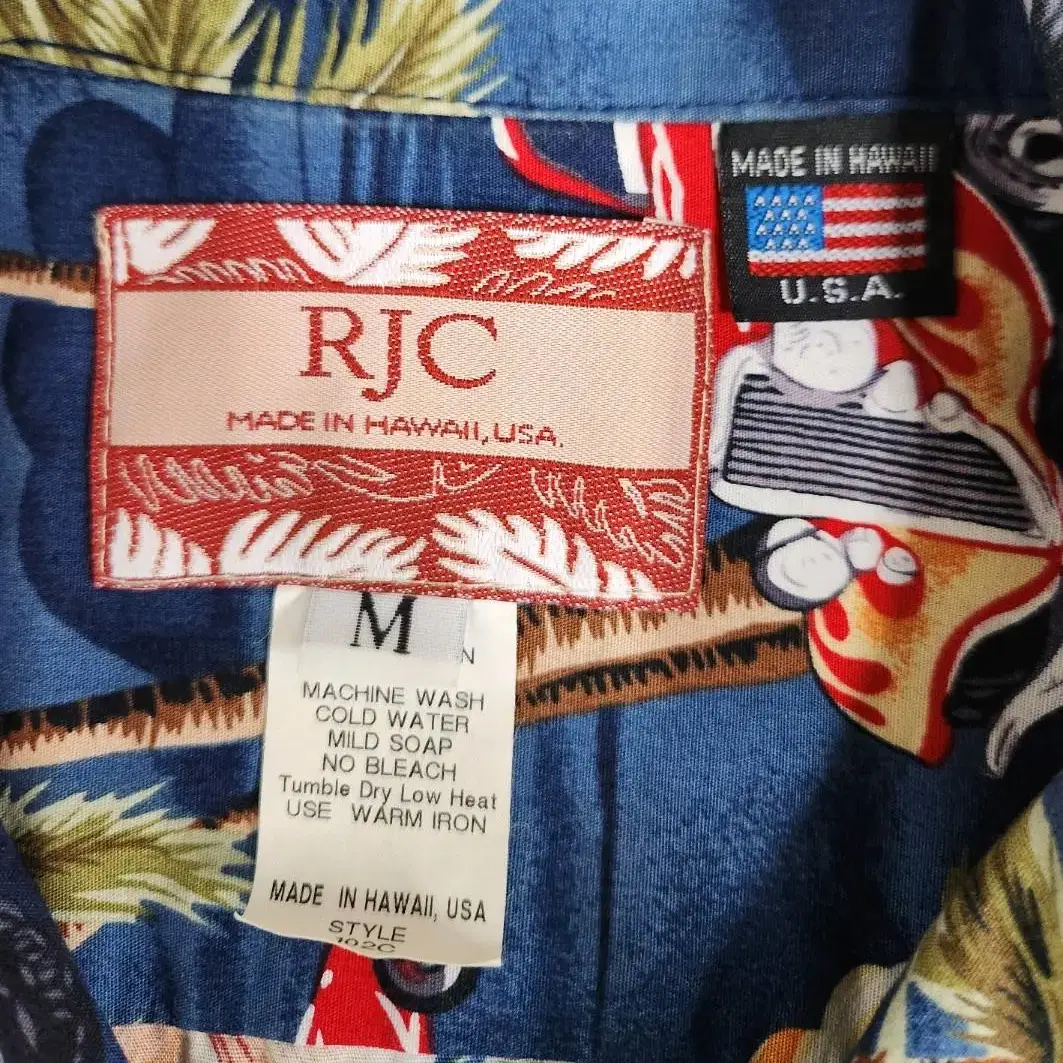 MADE IN HAWAII
U.S.A.
RJC
MADE IN HAWAII, USA.
M
N
MACHINE WASH
COLD WATER
MILD SOAP
NO BLEACH
Tumble Dry Low Heat
USE WARM IRON
MADE IN HAWAII, USA
STYLE
102C